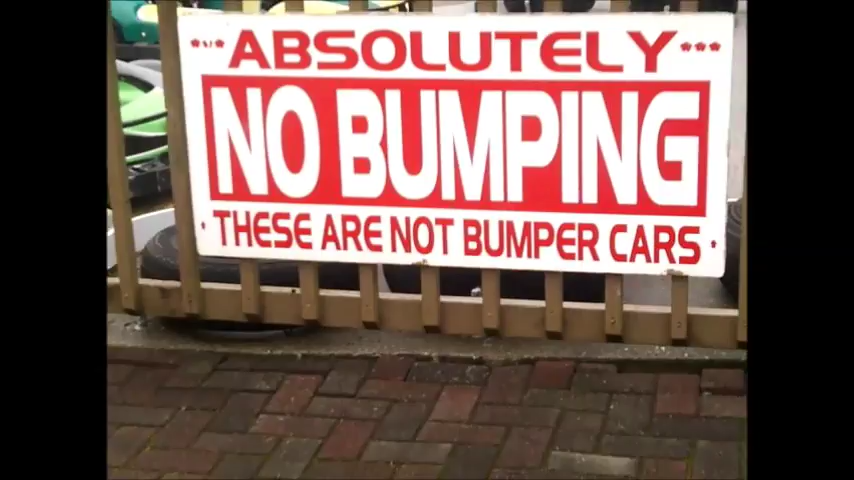 ABSOLUTELY
NO BUMPING
THESE ARE NOT BUMPER CARS